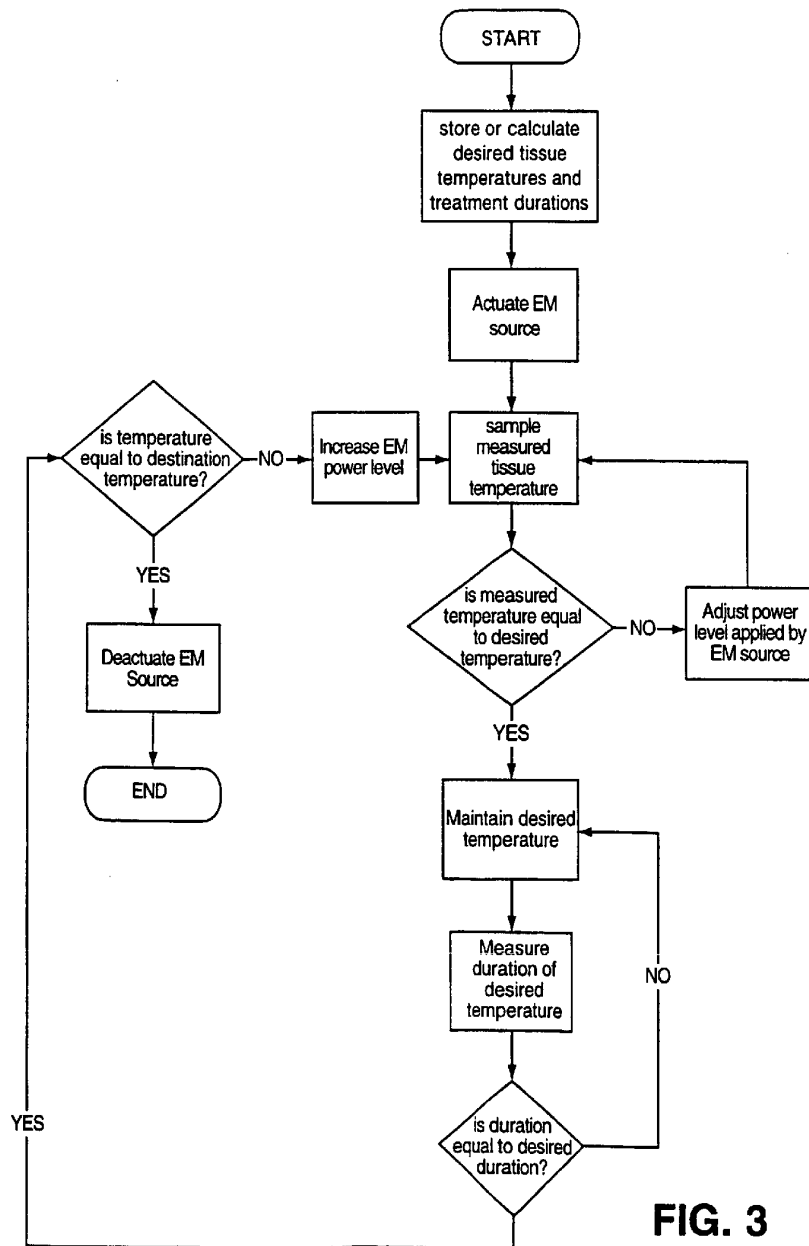 START
store or calculate
desired tissue
temperatures and
treatment durations
Actuate EM
source
is temperature
equal to destination
temperature?
NO
Increase EM
power level
sample
measured
tissue
temperature
YES
is measured
temperature equal
to desired
temperature?
NO
Adjust power
level applied by
EM source
Deactuate EM
Source
YES
END
Maintain desired
temperature
Measure
duration of
desired
temperature
NO
YES
is duration
equal to desired
duration?
FIG. 3